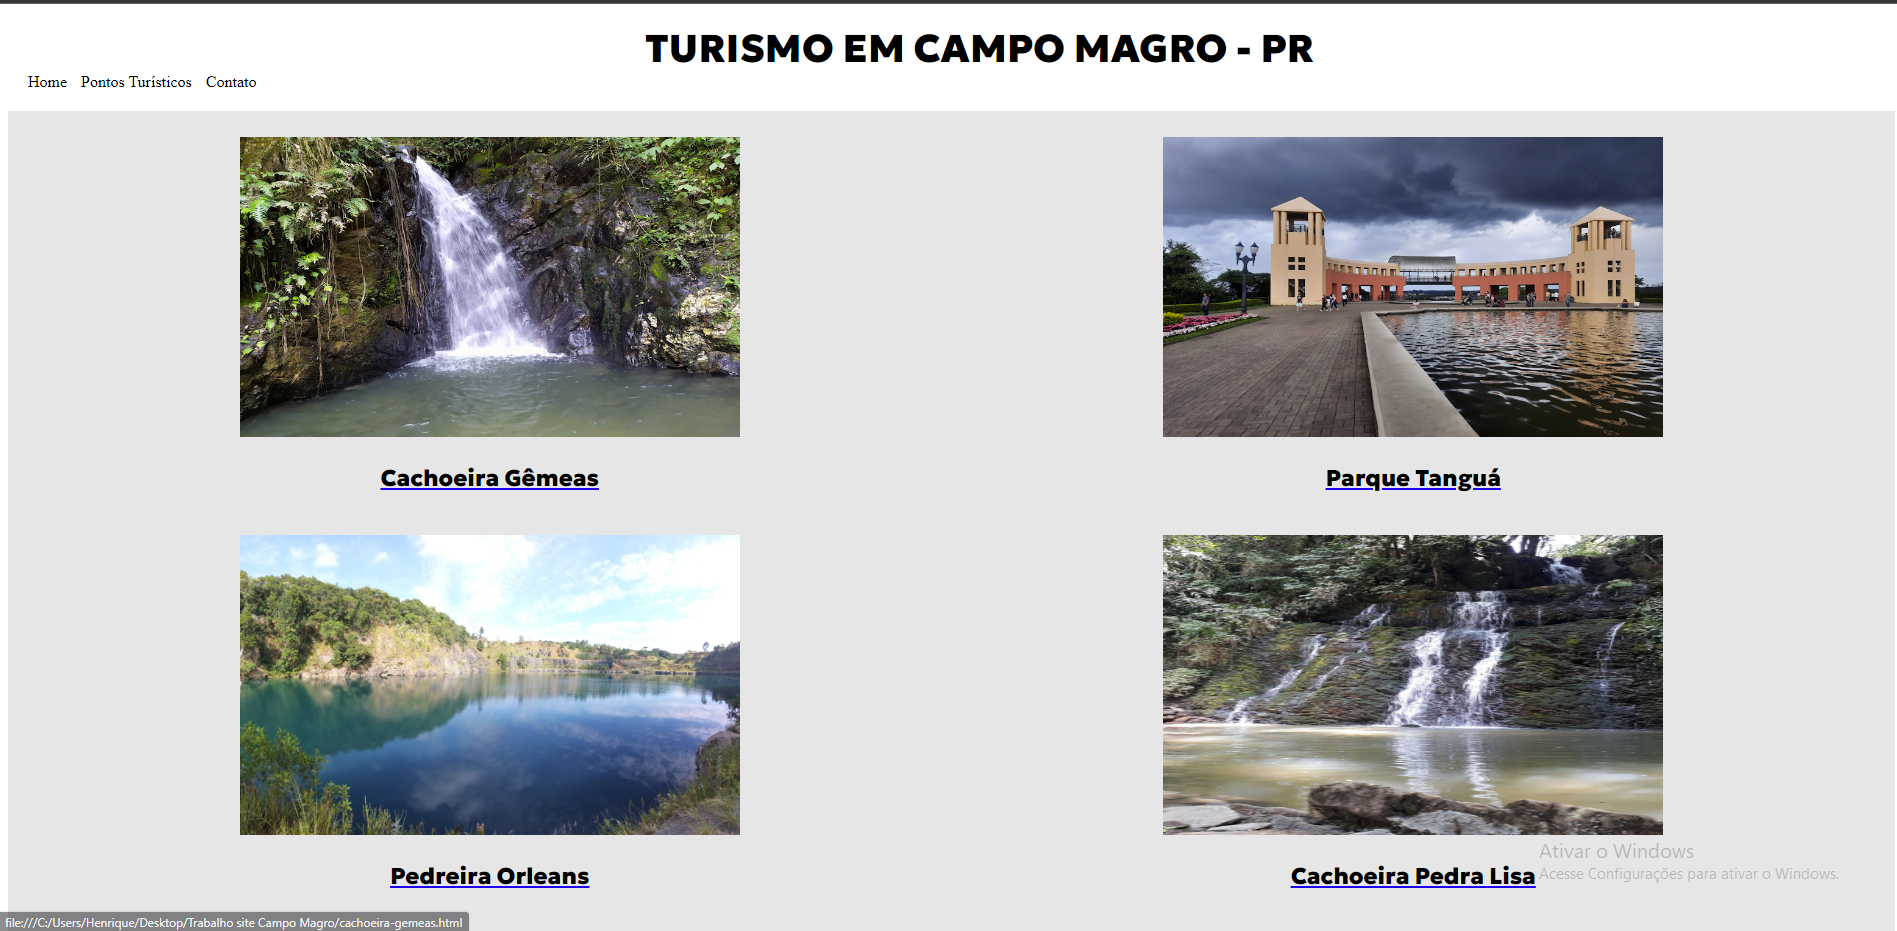 TURISMO EM CAMPO MAGRO - PR
Home Pontos Turísticos Contato
Cachoeira Gêmeas
Parque Tanguá
Pedreira Orleans
Cachoeira Pedra Lisa
Ativar o Windows
Acesse Configurações para ativar o Windows.
file:///C:/Users/Henrique/Desktop/Trabalho site Campo Magro/cachoeira-gemeas.html